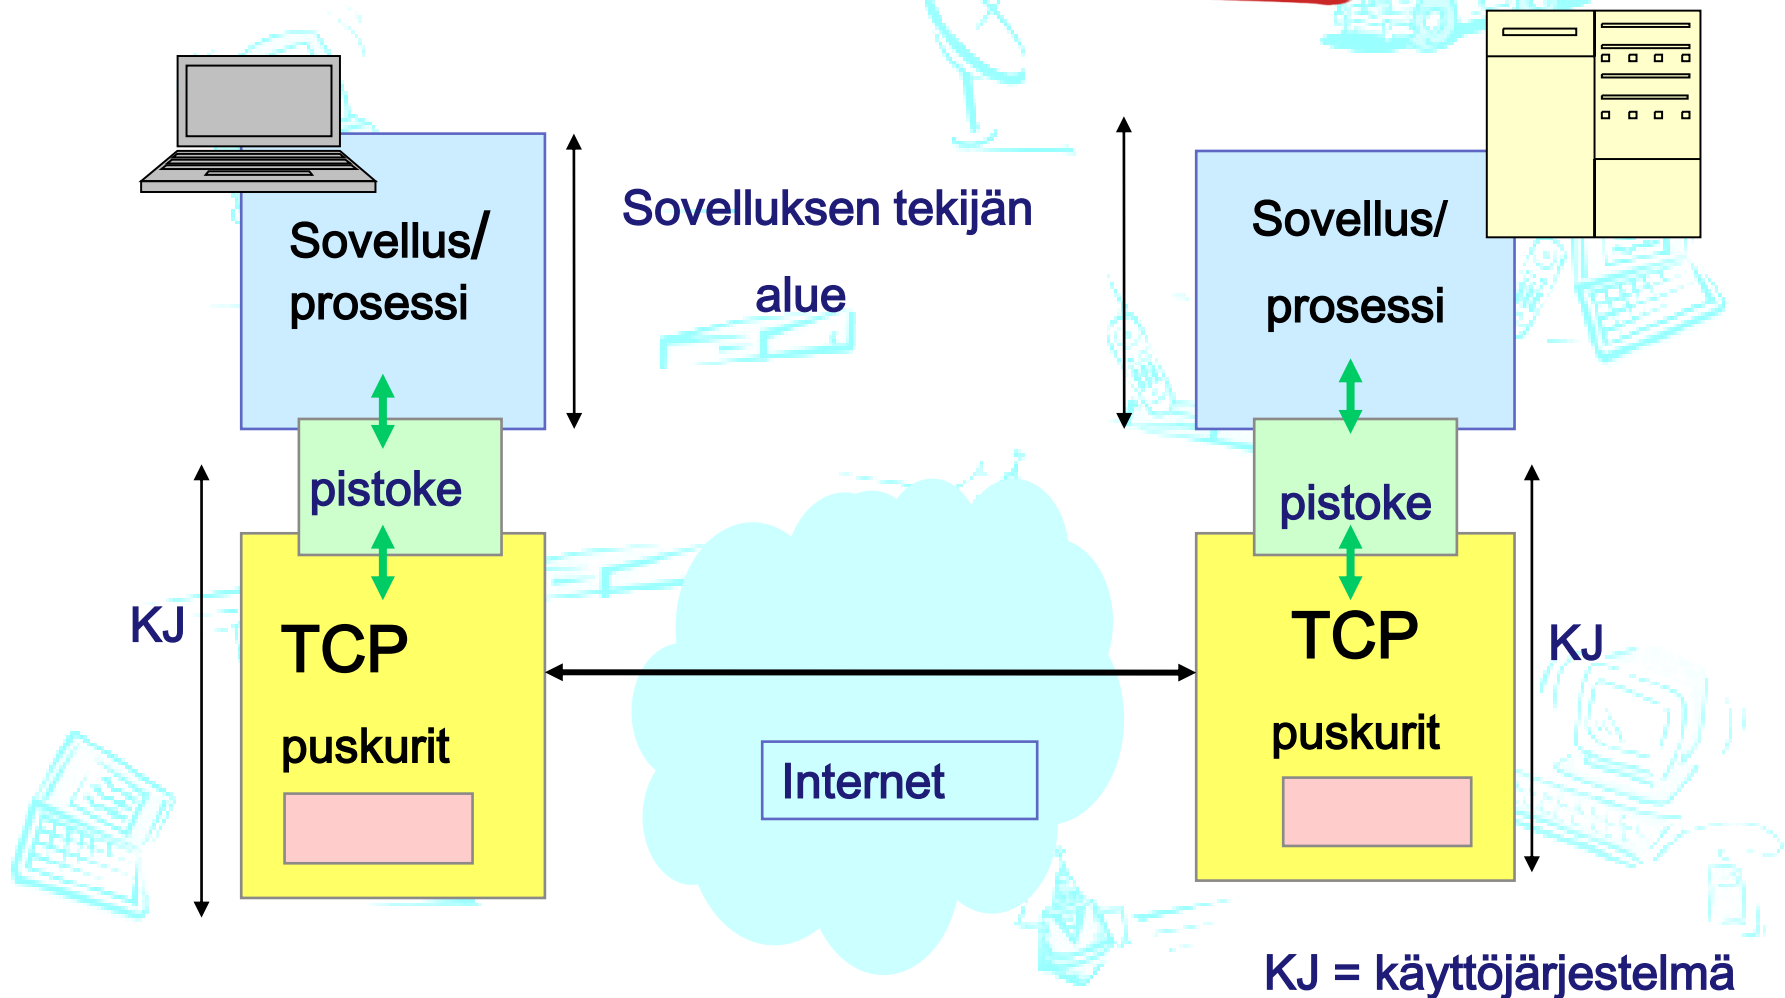 Sovellus/
prosessi
Sovelluksen tekijän
alue
Sovellus/
prosessi
pistoke
pistoke
KJ
TCP
puskurit
Internet
TCP
puskurit
KJ
KJ = käyttöjärjestelmä